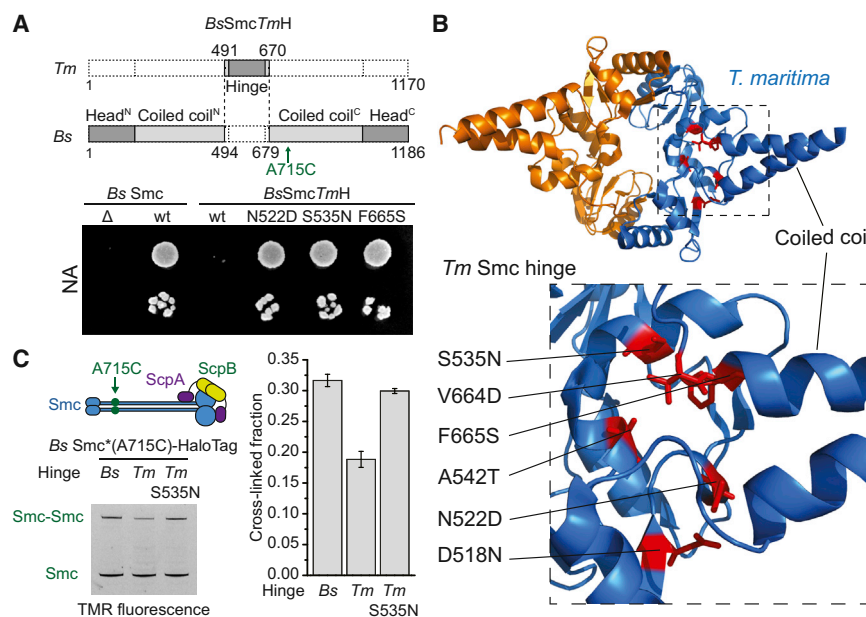 A
BsSmcTmH
491 670
Tm
1 Hinge 1170
Head^N Coiled coil^N Coiled coil^C Head^C
Bs
1 494 679 1186
A715C
Bs Smc BsSmcTmH
Δ wt wt N522D S535N F665S
NA
B
T. maritima
Coiled coil
Tm Smc hinge
S535N
V664D
F665S
A542T
N522D
D518N
C
A715C
ScpB
ScpA
Smc
Bs Smc*(A715C)-HaloTag
Hinge Bs Tm Tm
S535N
Smc-Smc
Smc
TMR fluorescence
Cross-linked fraction
0.35
0.30
0.25
0.20
0.15
0.10
0.05
0.00
Hinge Bs Tm Tm
S535N